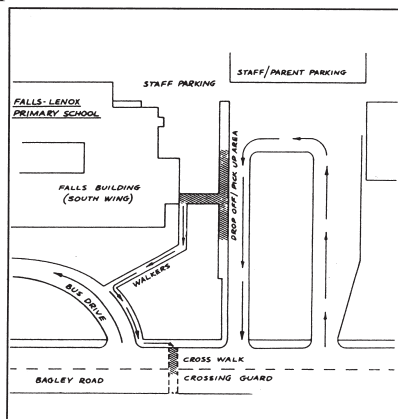 STAFF PARKING
STAFF/PARENT PARKING
FALLS-LENOX
PRIMARY SCHOOL
FALLS BUILDING
(SOUTH WING)
DROP OFF/PICK UP AREA
WALKERS
BUS DRIVE
CROSS WALK
BAGLEY ROAD
CROSSING GUARD